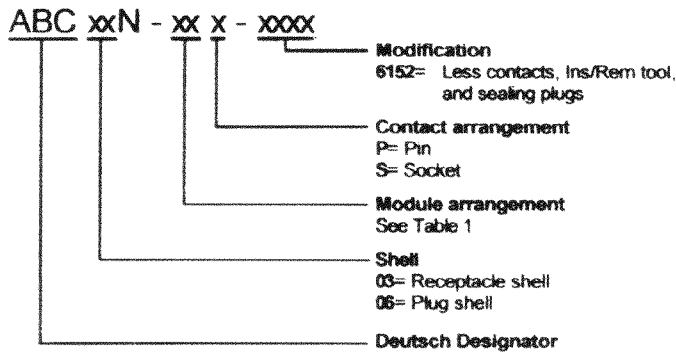 ABC xxN - xx x - xxxx
Modification
6152= Less contacts, Ins/Rem tool,
and sealing plugs
Contact arrangement
P= Pin
S= Socket
Module arrangement
See Table 1
Shell
03= Receptacle shell
06= Plug shell
Deutsch Designator